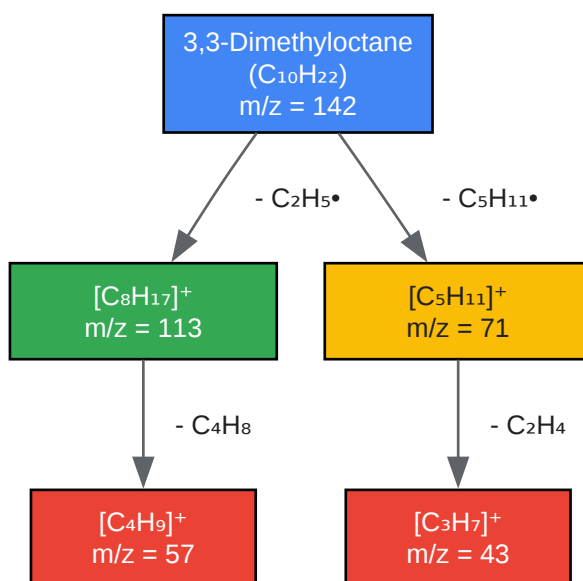 3,3-Dimethyloctane
(C₁₀H₂₂)
m/z = 142
- C₂H₅•
- C₅H₁₁•
[C₈H₁₇]⁺
m/z = 113
[C₅H₁₁]⁺
m/z = 71
- C₄H₈
- C₂H₄
[C₄H₉]⁺
m/z = 57
[C₃H₇]⁺
m/z = 43